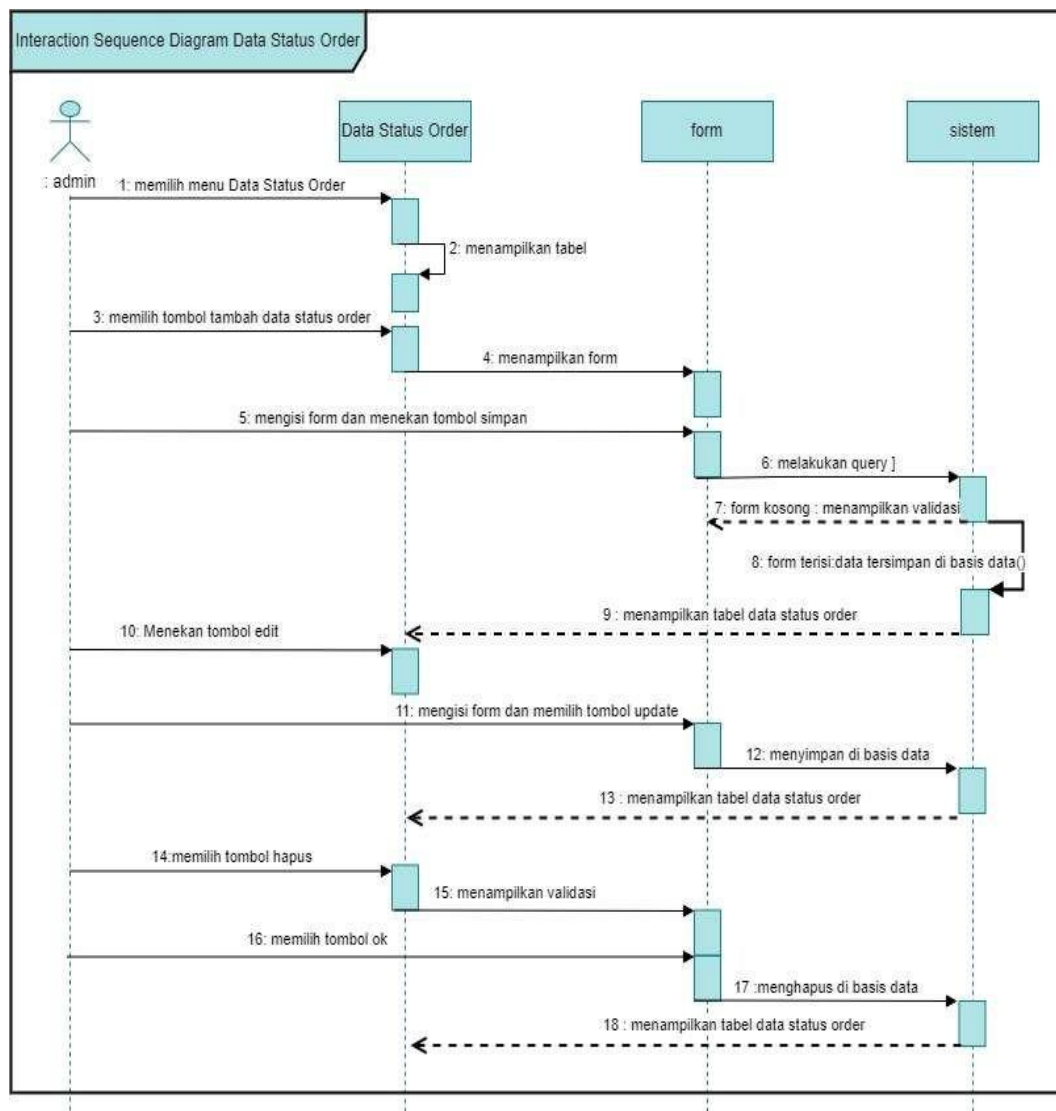 Interaction Sequence Diagram Data Status Order
Data Status Order
form
sistem
: admin
1: memilih menu Data Status Order
2: menampilkan tabel
3: memilih tombol tambah data status order
4: menampilkan form
5: mengisi form dan menekan tombol simpan
6: melakukan query ]
7: form kosong : menampilkan validasi
8: form terisi:data tersimpan di basis data()
9 : menampilkan tabel data status order
10: Menekan tombol edit
11: mengisi form dan memilih tombol update
12: menyimpan di basis data
13 : menampilkan tabel data status order
14:memilih tombol hapus
15: menampilkan validasi
16: memilih tombol ok
17 :menghapus di basis data
18 : menampilkan tabel data status order